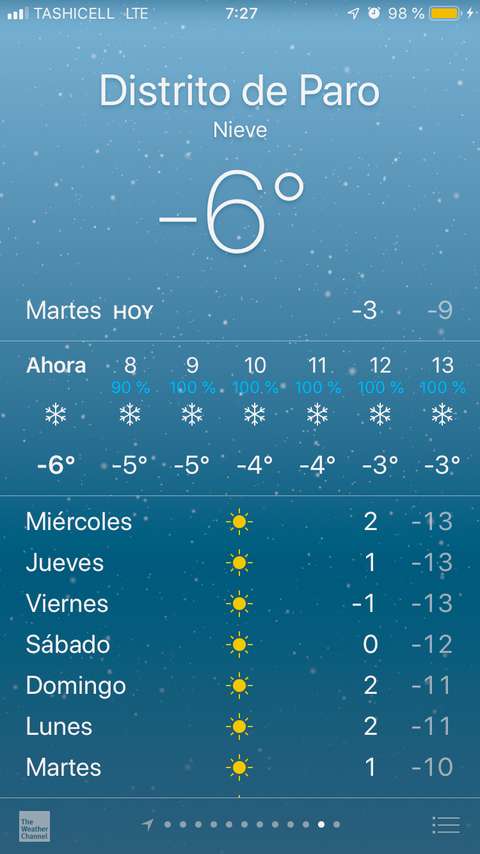 TASHICELL LTE 7:27 98 %
Distrito de Paro
Nieve
-6°
Martes HOY -3 -9
Ahora 8 9 10 11 12 13
90 % 100 % 100 % 100 % 100 % 100 %
-6° -5° -5° -4° -4° -3° -3°
Miércoles 2 -13
Jueves 1 -13
Viernes -1 -13
Sábado 0 -12
Domingo 2 -11
Lunes 2 -11
Martes 1 -10
The
Weather
Channel